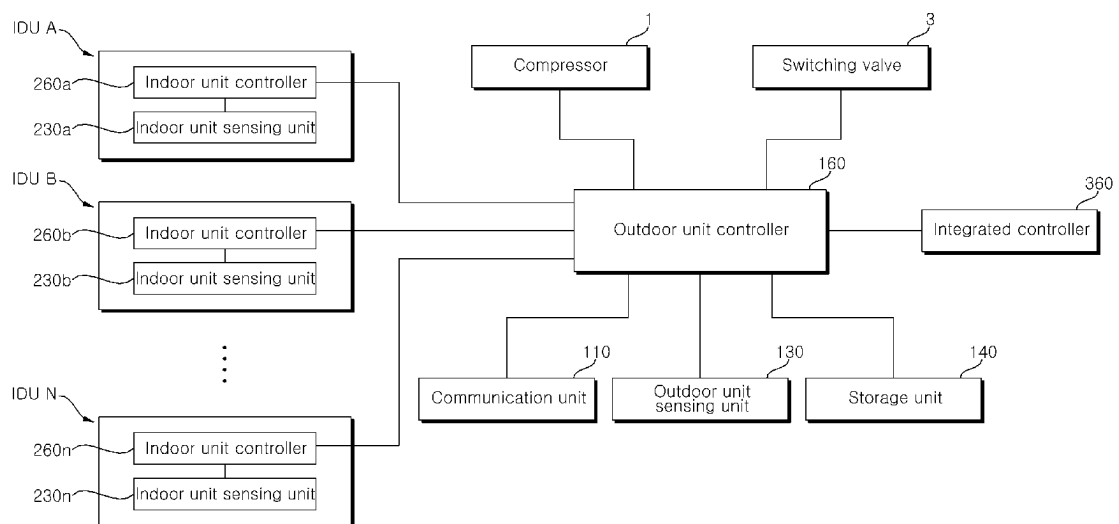 IDU A
260a
Indoor unit controller
230a
Indoor unit sensing unit
IDU B
260b
Indoor unit controller
230b
Indoor unit sensing unit
IDU N
260n
Indoor unit controller
230n
Indoor unit sensing unit
1
Compressor
3
Switching valve
160
Outdoor unit controller
360
Integrated controller
110
Communication unit
130
Outdoor unit
sensing unit
140
Storage unit